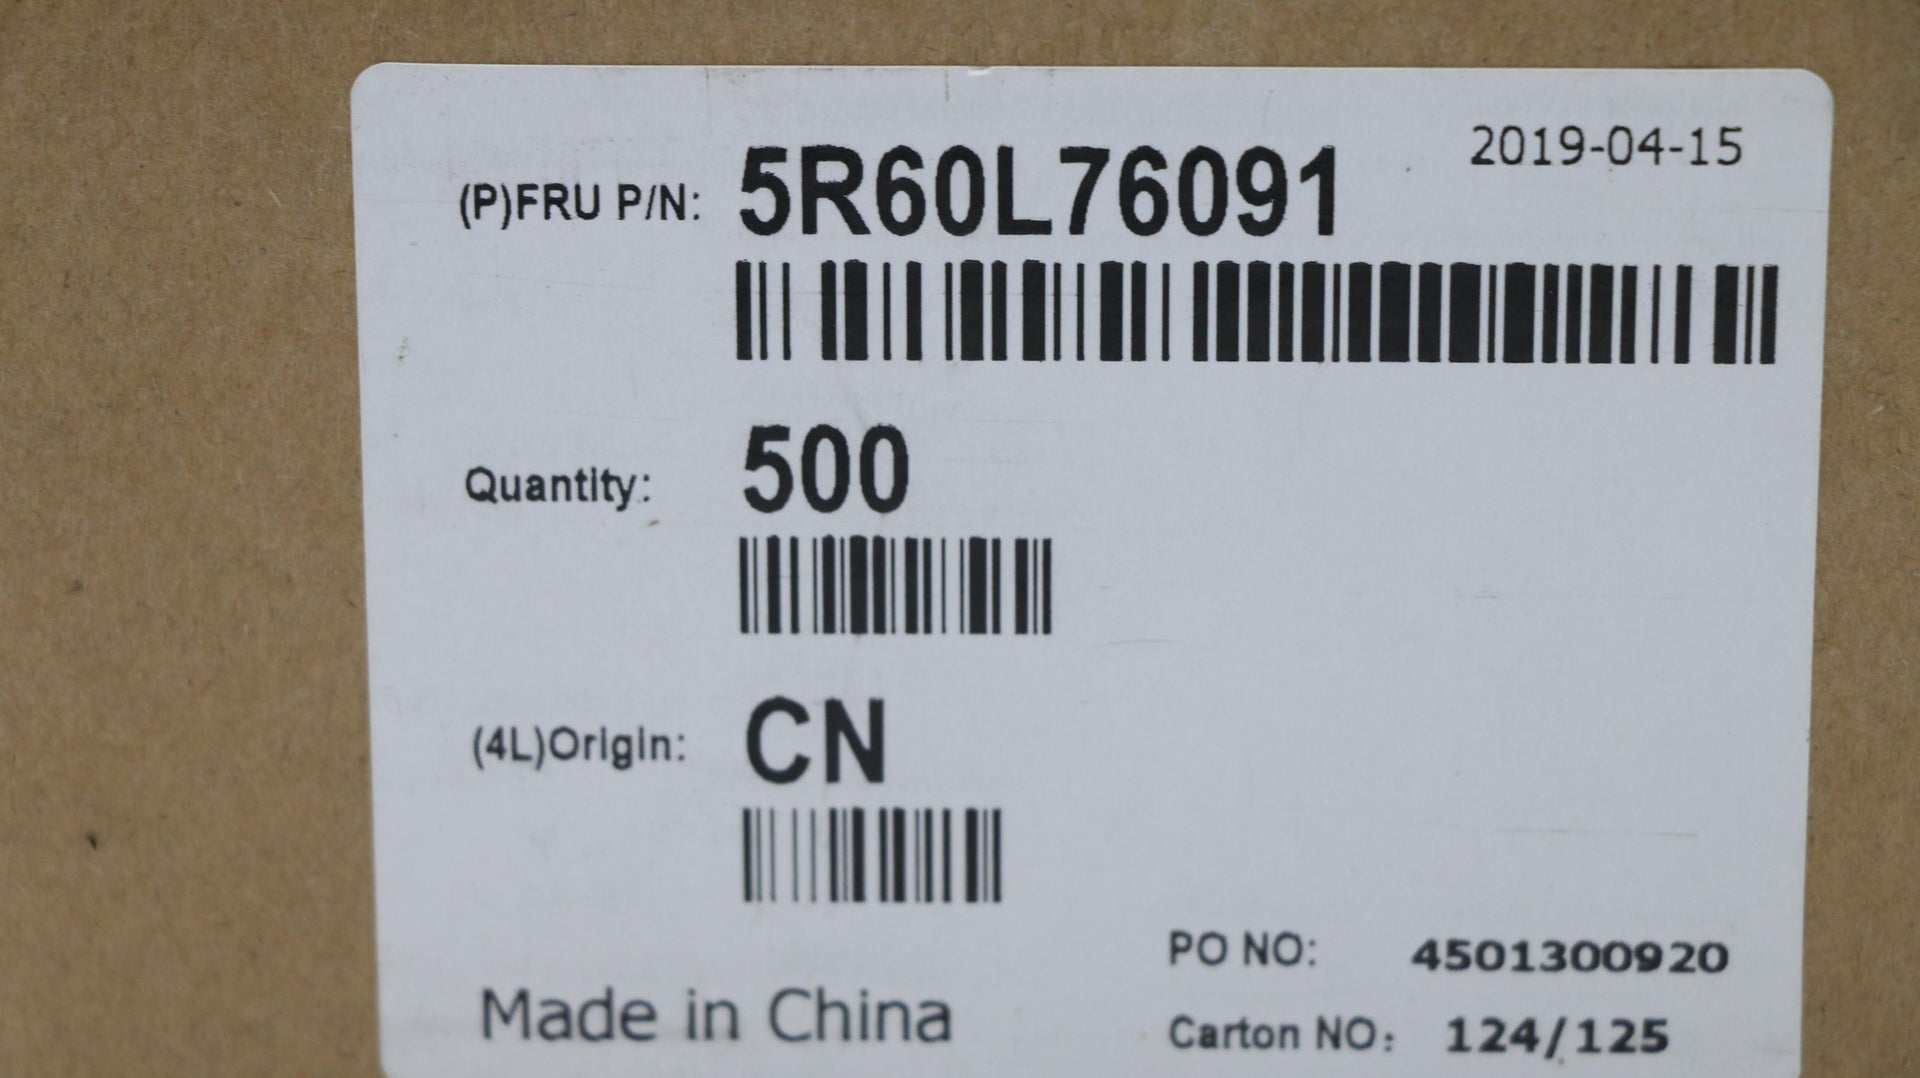 2019-04-15
(P)FRU P/N: 5R60L76091
Quantity: 500
(4L)Origin: CN
PO NO: 4501300920
Made in China
Carton NO: 124/125